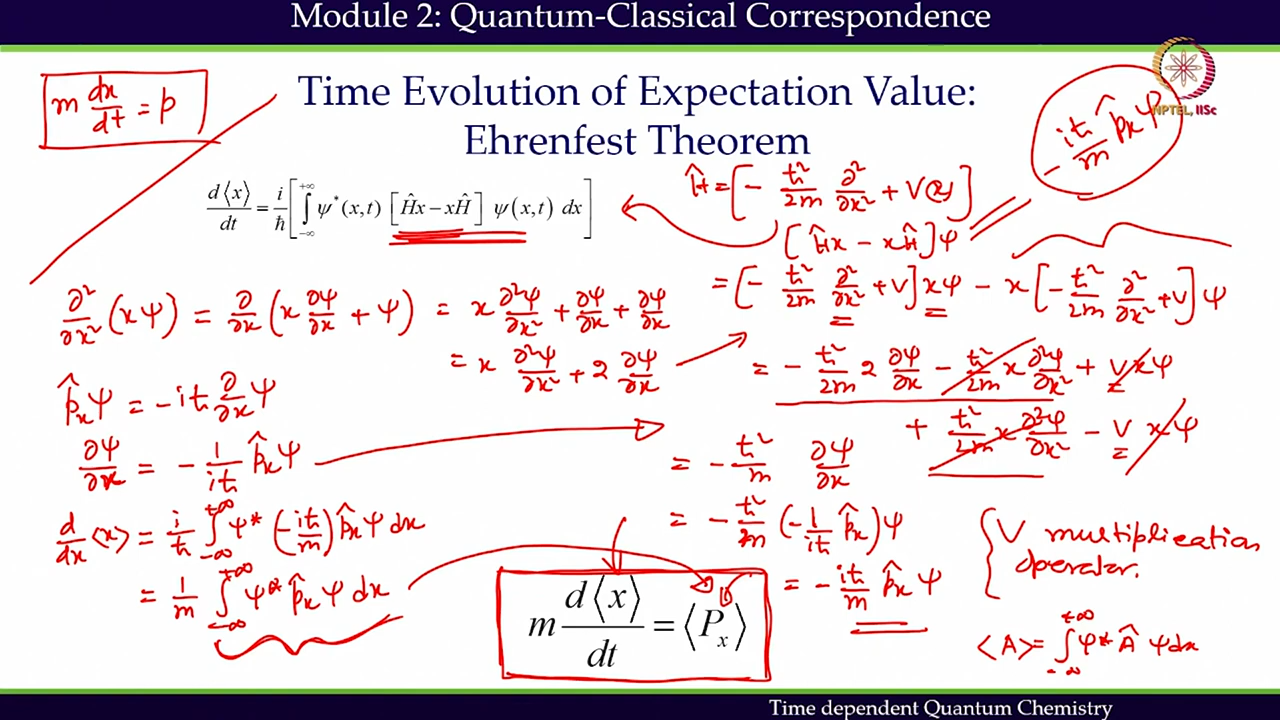 Module 2: Quantum-Classical Correspondence
NPTEL, IISc
m dx/dt = p
Time Evolution of Expectation Value:
Ehrenfest Theorem
- iħ/m p̂ₓψ
d⟨x⟩/dt = i/ħ [ ∫_{-∞}^{+∞} ψ*(x,t) [Ĥx − xĤ] ψ(x,t) dx ]
Ĥ = [- ħ²/2m ∂²/∂x² + V(x)]
[Ĥx − xĤ]ψ
= [- ħ²/2m ∂²/∂x² + V] xψ − x[- ħ²/2m ∂²/∂x² + V]ψ
= - ħ²/2m 2 ∂ψ/∂x − ħ²/2m x ∂²ψ/∂x² + V xψ
+ ħ²/2m x ∂²ψ/∂x² − V xψ
= - ħ²/m ∂ψ/∂x
= - ħ²/m (- 1/iħ p̂ₓ)ψ
= - iħ/m p̂ₓ ψ
∂²/∂x² (xψ) = ∂/∂x (x ∂ψ/∂x + ψ) = x ∂²ψ/∂x² + ∂ψ/∂x + ∂ψ/∂x
= x ∂²ψ/∂x² + 2 ∂ψ/∂x
p̂ₓψ = -iħ ∂/∂x ψ
∂ψ/∂x = - 1/iħ p̂ₓψ
d/dx ⟨x⟩ = i/ħ ∫_{-∞}^{+∞} ψ* (-iħ/m) p̂ₓψ dx
= 1/m ∫_{-∞}^{+∞} ψ* p̂ₓψ dx
m d⟨x⟩/dt = ⟨Pₓ⟩
{ V multiplication
operator.
⟨A⟩ = ∫_{-∞}^{+∞} ψ* Â ψdx
Time dependent Quantum Chemistry